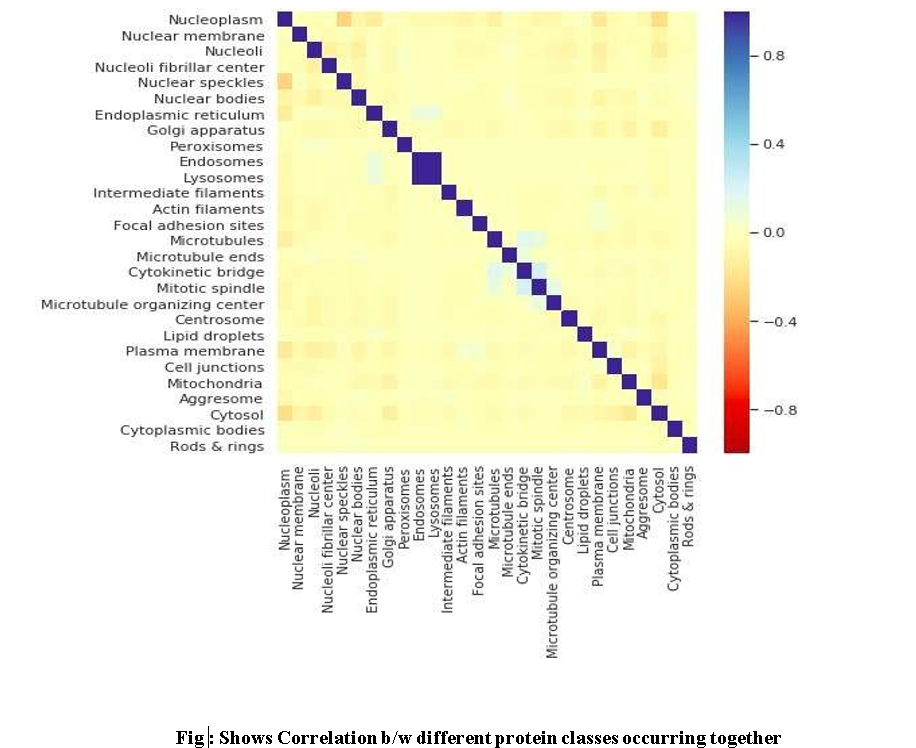 Nucleoplasm
Nuclear membrane
Nucleoli
Nucleoli fibrillar center
Nuclear speckles
Nuclear bodies
Endoplasmic reticulum
Golgi apparatus
Peroxisomes
Endosomes
Lysosomes
Intermediate filaments
Actin filaments
Focal adhesion sites
Microtubules
Microtubule ends
Cytokinetic bridge
Mitotic spindle
Microtubule organizing center
Centrosome
Lipid droplets
Plasma membrane
Cell junctions
Mitochondria
Aggresome
Cytosol
Cytoplasmic bodies
Rods & rings
0.8
0.4
0.0
−0.4
−0.8
Nucleoplasm
Nuclear membrane
Nucleoli
Nucleoli fibrillar center
Nuclear speckles
Nuclear bodies
Endoplasmic reticulum
Golgi apparatus
Peroxisomes
Endosomes
Lysosomes
Intermediate filaments
Actin filaments
Focal adhesion sites
Microtubules
Microtubule ends
Cytokinetic bridge
Mitotic spindle
Microtubule organizing center
Centrosome
Lipid droplets
Plasma membrane
Cell junctions
Mitochondria
Aggresome
Cytosol
Cytoplasmic bodies
Rods & rings
Fig: Shows Correlation b/w different protein classes occurring together